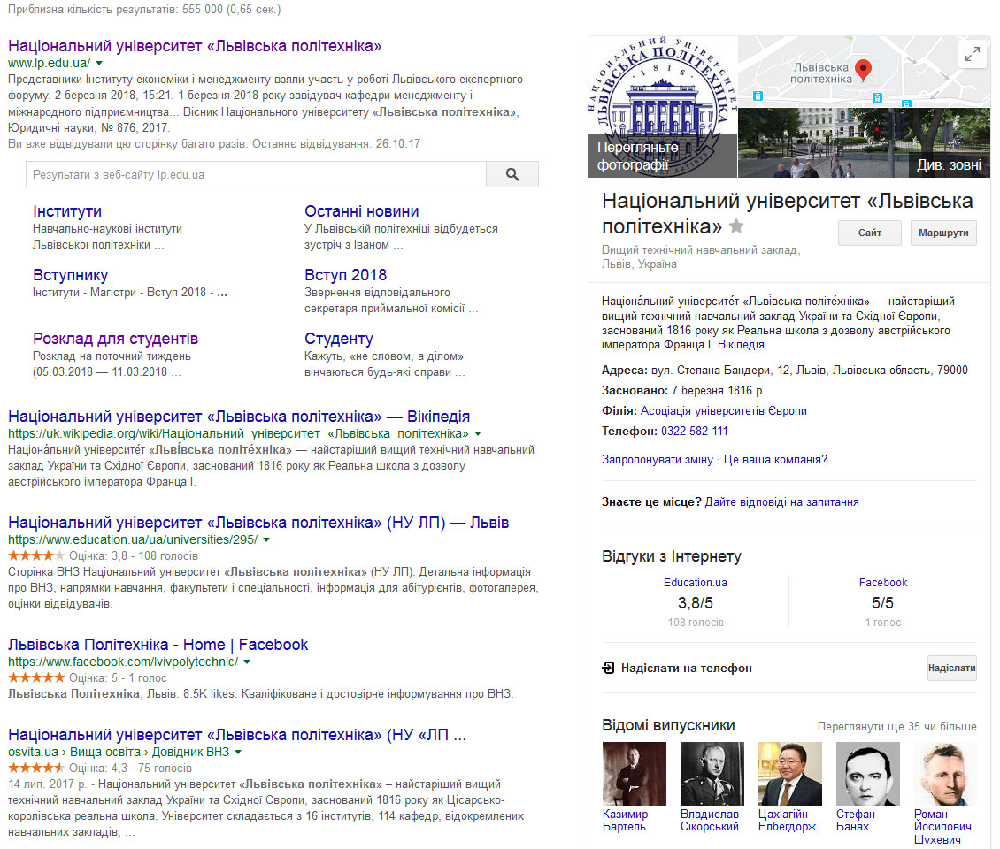 Приблизна кількість результатів: 555 000 (0,65 сек.)
Національний університет «Львівська політехніка»
www.lp.edu.ua/
Представники Інституту економіки і менеджменту взяли участь у роботі Львівського експортного
форуму. 2 березня 2018, 15:21. 1 березня 2018 року завідувач кафедри менеджменту і
міжнародного підприємництва... Вісник Національного університету «Львівська політехніка»,
Юридичні науки, № 876, 2017.
Ви вже відвідували цю сторінку багато разів. Останнє відвідування: 26.10.17
Результати з веб-сайту lp.edu.ua
Інститути
Навчально-наукові інститути
Львівської політехніки ...
Останні новини
У Львівській політехніці відбудеться
зустріч з Іваном ...
Вступнику
Інститути - Магістри - Вступ 2018 - ...
Вступ 2018
Звернення відповідального
секретаря приймальної комісії ...
Розклад для студентів
Розклад на поточний тиждень
(05.03.2018 — 11.03.2018 ...
Студенту
Кажуть, «не словом, а ділом»
вінчаються будь-які справи ...
Національний університет «Львівська політехніка» — Вікіпедія
https://uk.wikipedia.org/wiki/Національний_університет_«Львівська_політехніка»
Націона́льний університе́т «Льві́вська політе́хніка» — найстаріший вищий технічний навчальний
заклад України та Східної Європи, заснований 1816 року як Реальна школа з дозволу
австрійського імператора Франца I.
Національний університет «Львівська політехніка» (НУ ЛП) — Львів
https://www.education.ua/ua/universities/295/
Оцінка: 3,8 - 108 голосів
Сторінка ВНЗ Національний університет «Львівська політехніка» (НУ ЛП). Детальна інформація
про ВНЗ, напрямки навчання, факультети і спеціальності, інформація для абітурієнтів, фотогалерея,
оцінки відвідувачів.
Львівська Політехніка - Home | Facebook
https://www.facebook.com/lvivpolytechnic/
Оцінка: 5 - 1 голос
Львівська Політехніка, Львів. 8.5K likes. Кваліфіковане і достовірне інформування про ВНЗ.
Національний університет «Львівська політехніка» (НУ «ЛП ...
osvita.ua › Вища освіта › Довідник ВНЗ
Оцінка: 4,3 - 75 голосів
14 лип. 2017 р. - Національний університет «Львівська політехніка» – найстаріший вищий
технічний навчальний заклад України та Східної Європи, заснований 1816 року як Цісарсько-
королівська реальна школа. Університет складається з 16 інститутів, 114 кафедр, відокремлених
навчальних закладів, ...
НАЦІОНАЛЬНИЙ УНІВЕРСИТЕТ
ЛЬВІВСЬКА ПОЛІТЕХНІКА
1816
Перегляньте
фотографії
Львівська
політехніка
Див. зовні
Національний університет «Львівська
політехніка»
Вищий технічний навчальний заклад,
Львів, Україна
Сайт
Маршрути
Націона́льний університе́т «Льві́вська політе́хніка» — найстаріший
вищий технічний навчальний заклад України та Східної Європи,
заснований 1816 року як Реальна школа з дозволу австрійського
імператора Франца I. Вікіпедія
Адреса: вул. Степана Бандери, 12, Львів, Львівська область, 79000
Засновано: 7 березня 1816 р.
Філія: Асоціація університетів Європи
Телефон: 0322 582 111
Запропонувати зміну · Це ваша компанія?
Знаєте це місце? Дайте відповіді на запитання
Відгуки з Інтернету
Education.ua
3,8/5
108 голосів
Facebook
5/5
1 голос
Надіслати на телефон
Надіслати
Відомі випускники
Переглянути ще 35 чи більше
Казимир
Бартель
Владислав
Сікорський
Цахіагійн
Елбегдорж
Стефан
Банах
Роман
Йосипович
Шухевич